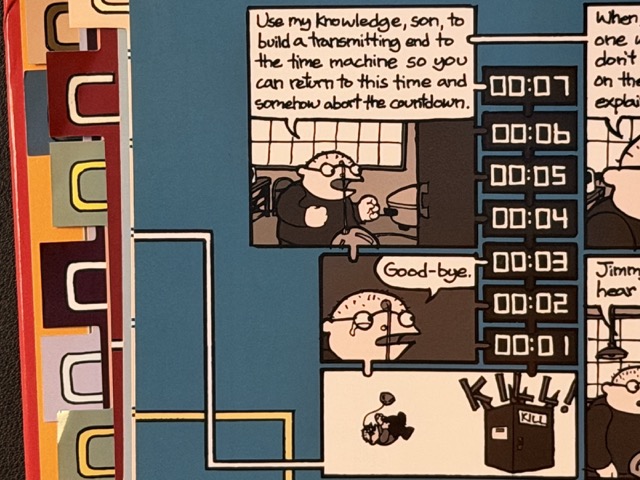 Use my knowledge, son, to
build a transmitting end to
the time machine so you
can return to this time and
somehow abort the countdown.
00:07
00:06
00:05
00:04
00:03
00:02
00:01
Good-bye.
KILL!
KILL
When
one
don't
on the
explai
Jimmy
hear